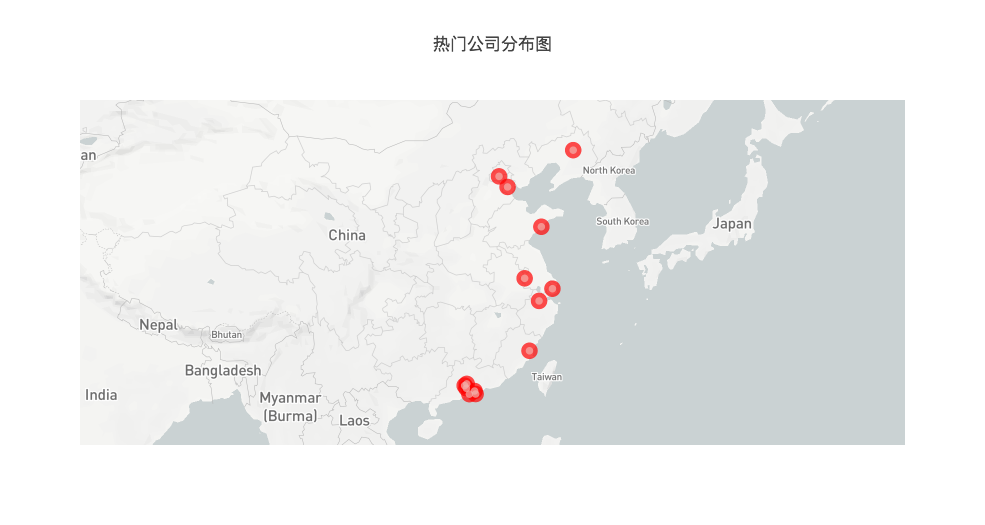 热门公司分布图
an
North Korea
South Korea
Japan
China
Nepal
Bhutan
Bangladesh
Taiwan
India
Myanmar
(Burma)
Laos